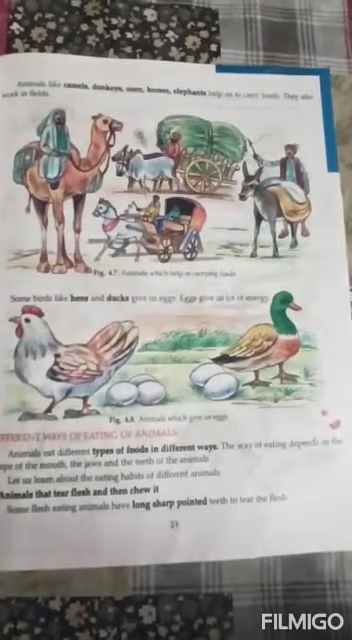 Animals like camels, donkeys, oxen, horses, elephants help us to carry loads. They also
work in fields.
Fig. 4.7: Animals which help in carrying loads
Some birds like hens and ducks give us eggs. Eggs give us lot of energy.
Fig. 4.8: Animals which give us eggs
FFERENT WAYS OF EATING OF ANIMALS
Animals eat different types of foods in different ways. The way of eating depends on the
pe of the mouth, the jaws and the teeth of the animals.
Let us learn about the eating habits of different animals.
Animals that tear flesh and then chew it
Some flesh eating animals have long sharp pointed teeth to tear the flesh
21
FILMIGO